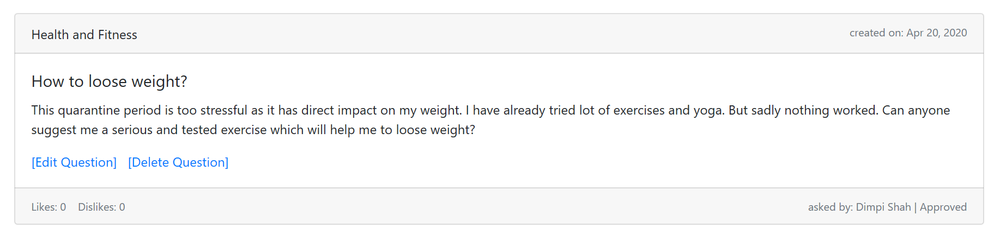 Health and Fitness
created on: Apr 20, 2020
How to loose weight?
This quarantine period is too stressful as it has direct impact on my weight. I have already tried lot of exercises and yoga. But sadly nothing worked. Can anyone
suggest me a serious and tested exercise which will help me to loose weight?
[Edit Question] [Delete Question]
Likes: 0 Dislikes: 0
asked by: Dimpi Shah | Approved